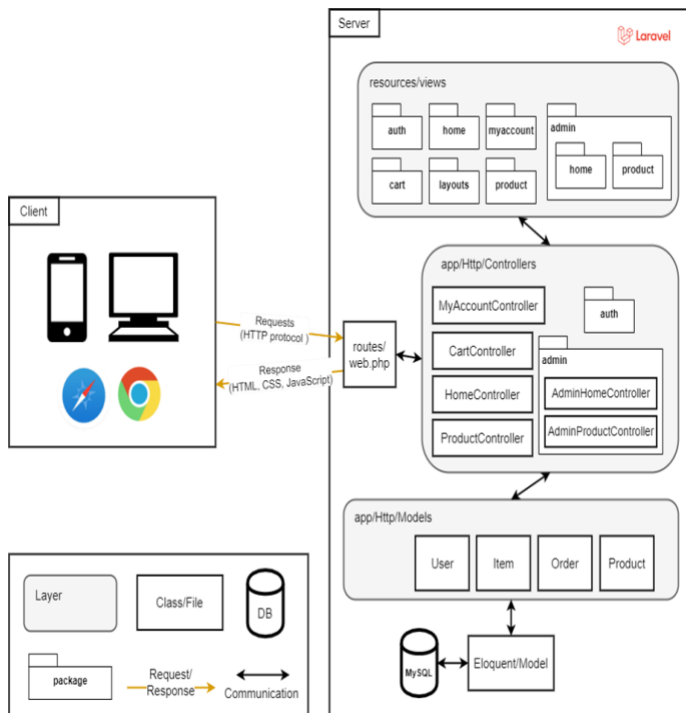 Server
Laravel
resources/views
auth
home
myaccount
admin
home
product
cart
layouts
product
Client
Requests
(HTTP protocol )
Response
(HTML, CSS, JavaScript)
routes/
web.php
app/Http/Controllers
MyAccountController
auth
CartController
admin
HomeController
AdminHomeController
ProductController
AdminProductController
app/Http/Models
User
Item
Order
Product
MySQL
Eloquent/Model
Layer
Class/File
DB
package
Request/
Response
Communication